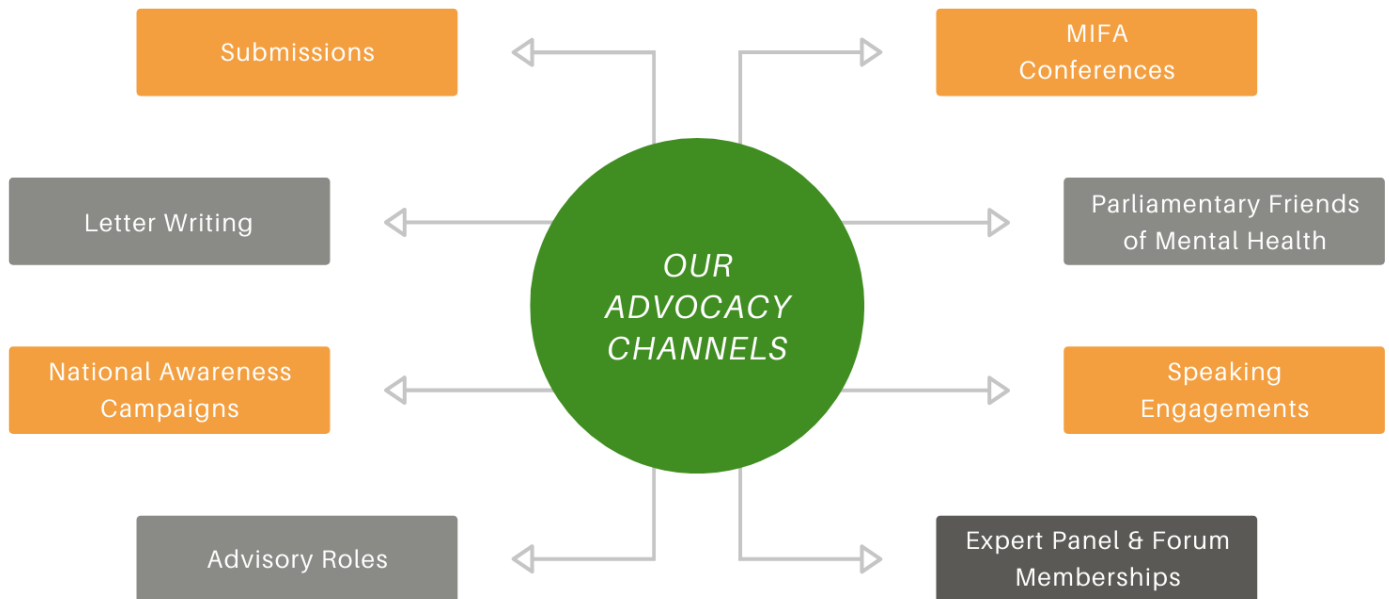 Submissions
MIFA
Conferences
Letter Writing
Parliamentary Friends
of Mental Health
OUR
ADVOCACY
CHANNELS
National Awareness
Campaigns
Speaking
Engagements
Advisory Roles
Expert Panel & Forum
Memberships